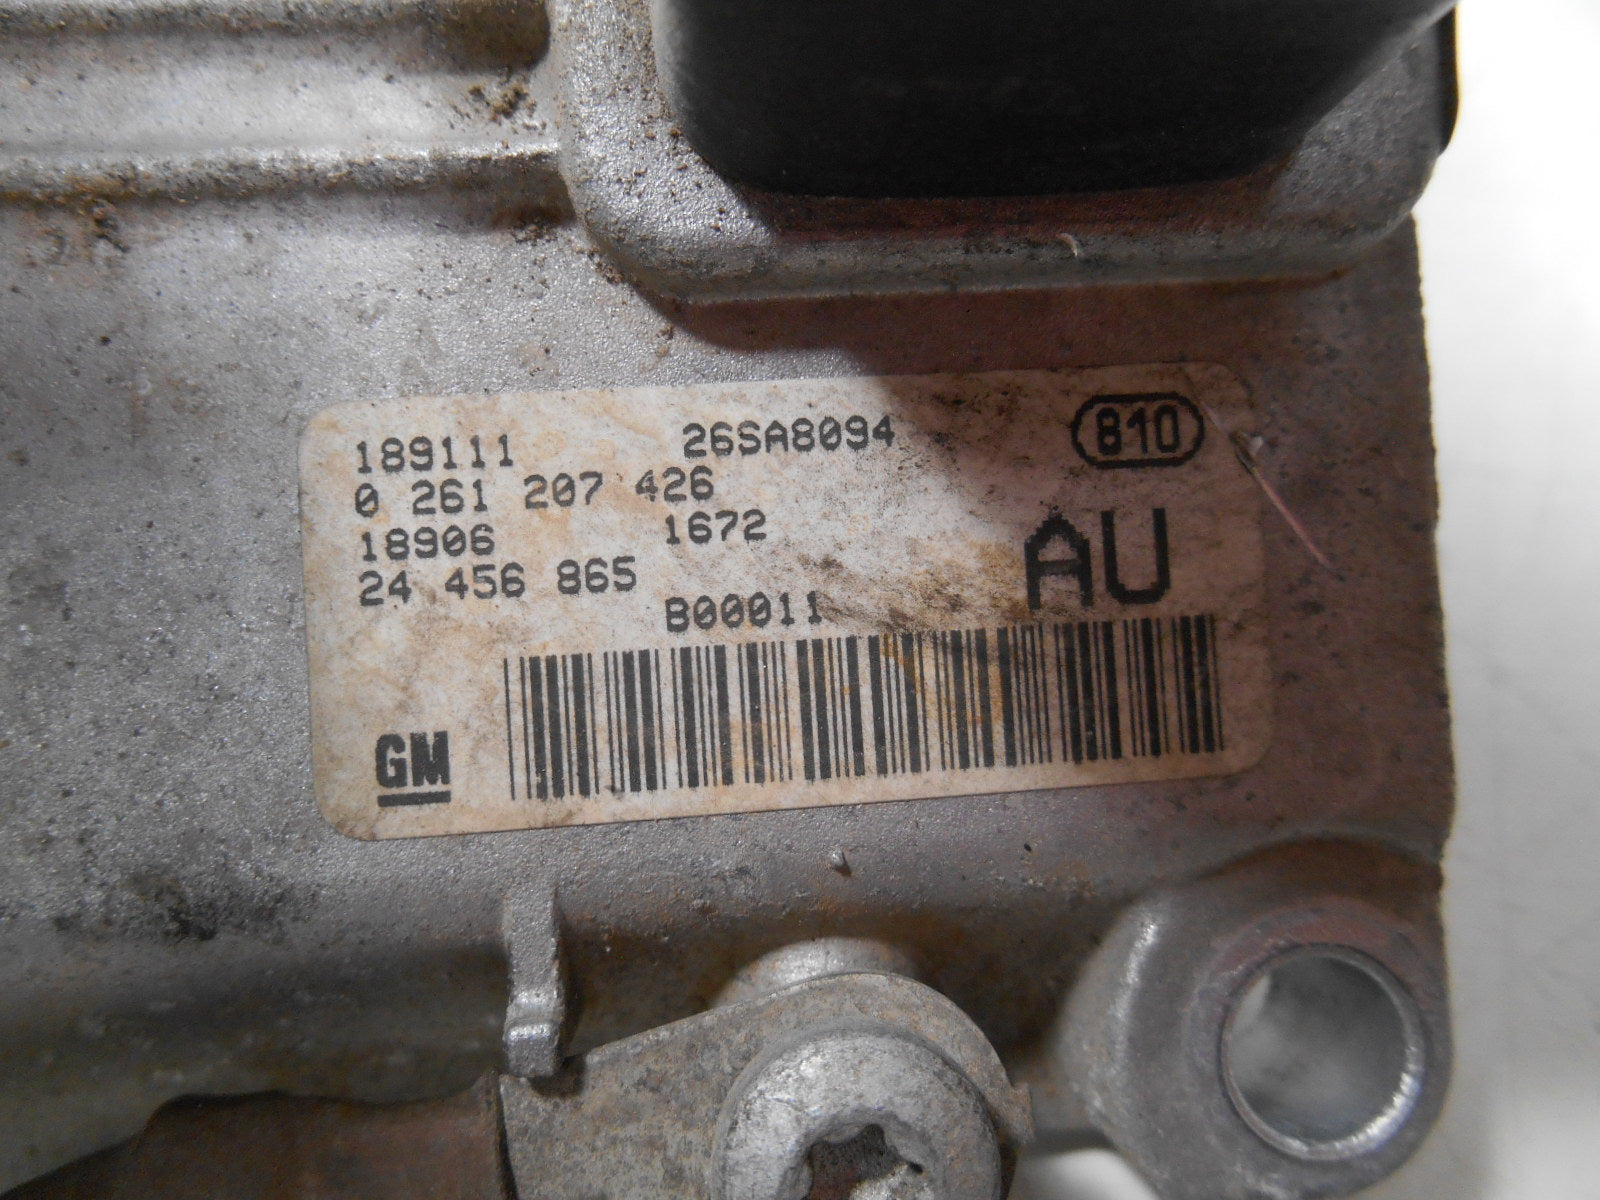 189111 26SA8094 810
0 261 207 426
18906 1672 AU
24 456 865
B00011
GM